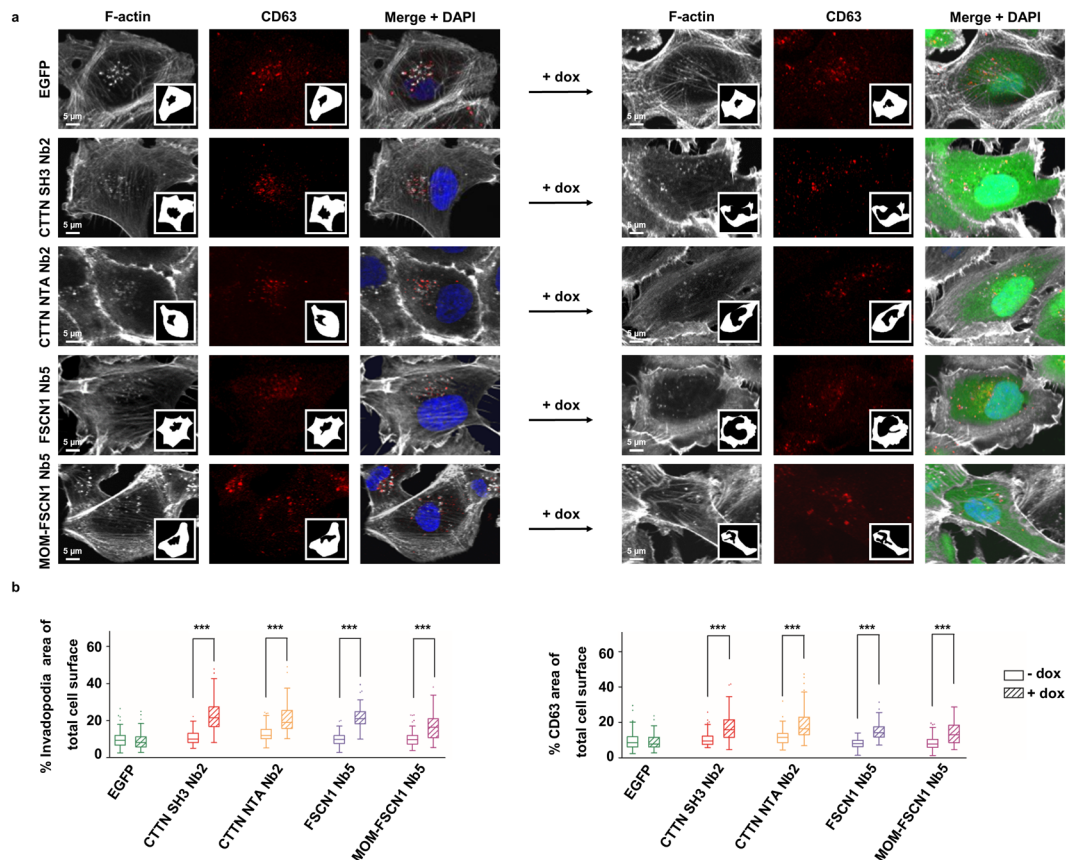 a
F-actin CD63 Merge + DAPI F-actin CD63 Merge + DAPI
EGFP
5 µm
+ dox
5 µm
CTTN SH3 Nb2
5 µm
+ dox
5 µm
CTTN NTA Nb2
5 µm
+ dox
5 µm
FSCN1 Nb5
5 µm
+ dox
5 µm
MOM-FSCN1 Nb5
5 µm
+ dox
5 µm
b
% Invadopodia area of
total cell surface
60
40
20
0
*** *** *** ***
EGFP
CTTN SH3 Nb2
CTTN NTA Nb2
FSCN1 Nb5
MOM-FSCN1 Nb5
% CD63 area of
total cell surface
60
40
20
0
*** *** *** ***
EGFP
CTTN SH3 Nb2
CTTN NTA Nb2
FSCN1 Nb5
MOM-FSCN1 Nb5
- dox
+ dox